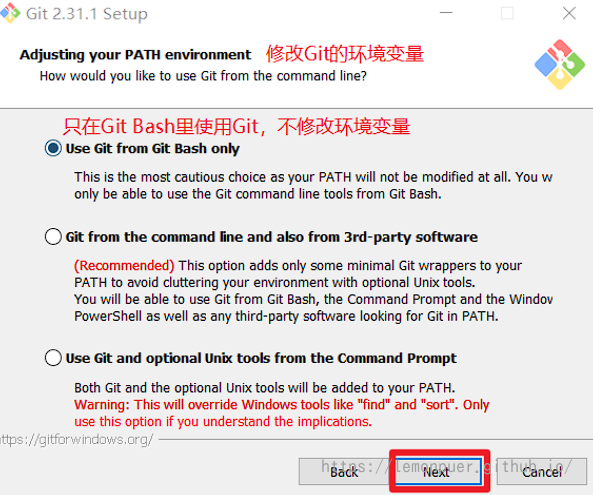 Git 2.31.1 Setup
Adjusting your PATH environment 修改Git的环境变量
How would you like to use Git from the command line?
只在Git Bash里使用Git，不修改环境变量
Use Git from Git Bash only
This is the most cautious choice as your PATH will not be modified at all. You w
only be able to use the Git command line tools from Git Bash.
Git from the command line and also from 3rd-party software
(Recommended) This option adds only some minimal Git wrappers to your
PATH to avoid cluttering your environment with optional Unix tools.
You will be able to use Git from Git Bash, the Command Prompt and the Window
PowerShell as well as any third-party software looking for Git in PATH.
Use Git and optional Unix tools from the Command Prompt
Both Git and the optional Unix tools will be added to your PATH.
Warning: This will override Windows tools like "find" and "sort". Only
use this option if you understand the implications.
https://gitforwindows.org/
Back Next Cancel
https://lemonpuer.github.io/